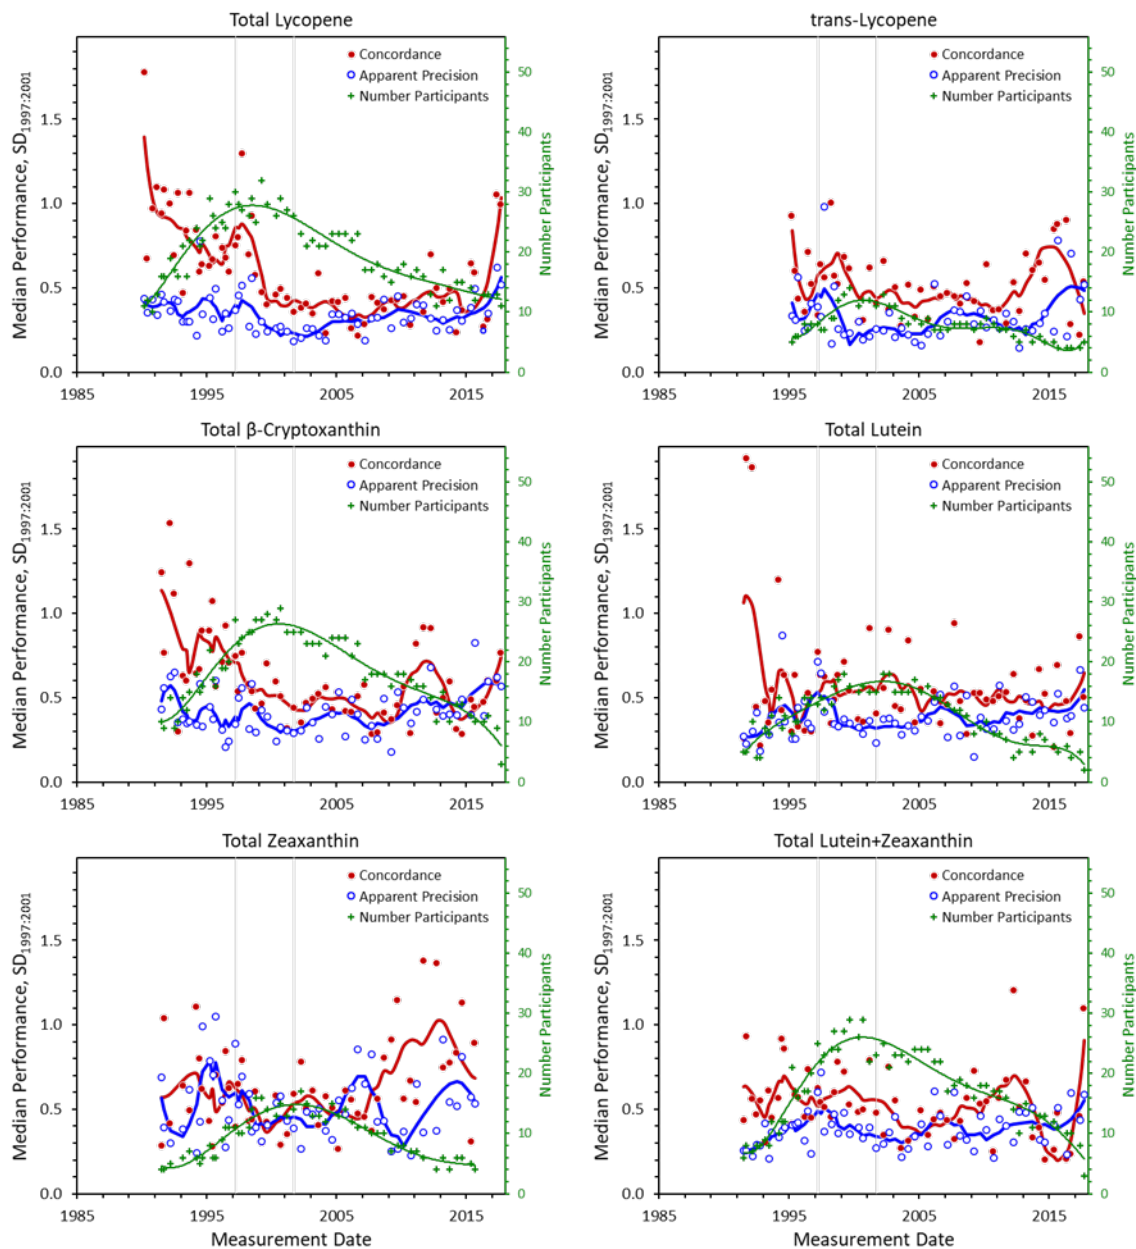 Total Lycopene
Concordance
Apparent Precision
Number Participants
Median Performance, SD1997:2001
Number Participants
0.0
0.5
1.0
1.5
0
10
20
30
40
50
1985
1995
2005
2015
trans-Lycopene
Concordance
Apparent Precision
Number Participants
Median Performance, SD1997:2001
Number Participants
0.0
0.5
1.0
1.5
0
10
20
30
40
50
1985
1995
2005
2015
Total β-Cryptoxanthin
Concordance
Apparent Precision
Number Participants
Median Performance, SD1997:2001
Number Participants
0.0
0.5
1.0
1.5
0
10
20
30
40
50
1985
1995
2005
2015
Total Lutein
Concordance
Apparent Precision
Number Participants
Median Performance, SD1997:2001
Number Participants
0.0
0.5
1.0
1.5
0
10
20
30
40
50
1985
1995
2005
2015
Total Zeaxanthin
Concordance
Apparent Precision
Number Participants
Median Performance, SD1997:2001
Number Participants
0.0
0.5
1.0
1.5
0
10
20
30
40
50
1985
1995
2005
2015
Measurement Date
Total Lutein+Zeaxanthin
Concordance
Apparent Precision
Number Participants
Median Performance, SD1997:2001
Number Participants
0.0
0.5
1.0
1.5
0
10
20
30
40
50
1985
1995
2005
2015
Measurement Date